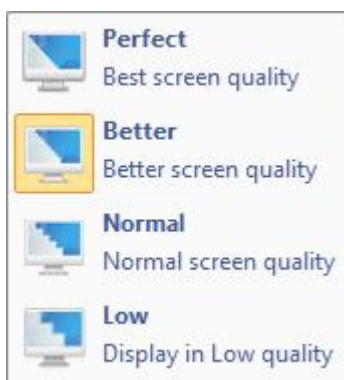 Perfect
Best screen quality
Better
Better screen quality
Normal
Normal screen quality
Low
Display in Low quality